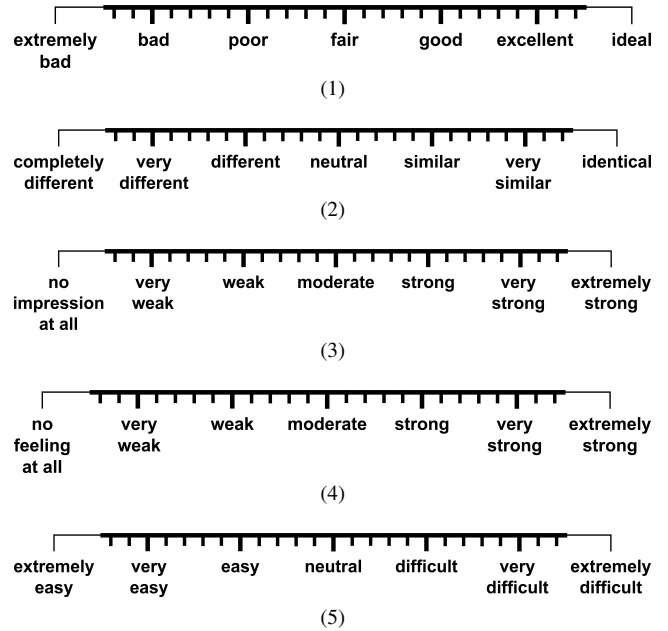 extremely bad poor fair good excellent ideal
bad
(1)
completely very different neutral similar very identical
different different similar
(2)
no very weak moderate strong very extremely
impression weak strong strong
at all
(3)
no very weak moderate strong very extremely
feeling weak strong strong
at all
(4)
extremely very easy neutral difficult very extremely
easy easy difficult difficult
(5)